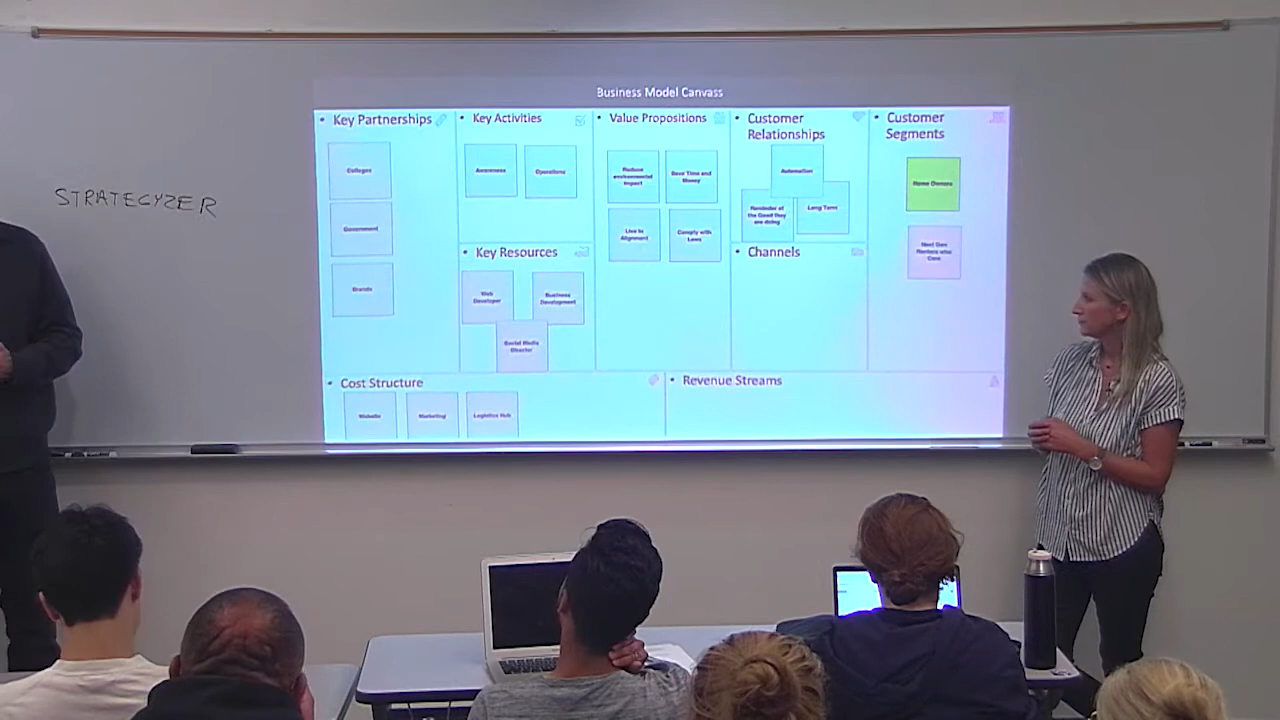 Business Model Canvass
STRATEGYZER
• Key Partnerships
Colleges
Government
Brands
• Key Activities
Awareness
Operations
• Key Resources
Web
Developer
Business
Development
Social Media
Director
• Value Propositions
Reduce
environmental
impact
Save Time and
Money
Live in
Alignment
Comply with
Laws
• Customer
Relationships
Automation
Reminder of
the Good they
are doing
Long Term
• Channels
• Customer
Segments
Home Owners
Next Gen
Renters who
Care
• Cost Structure
Website
Marketing
Logistics Hub
• Revenue Streams